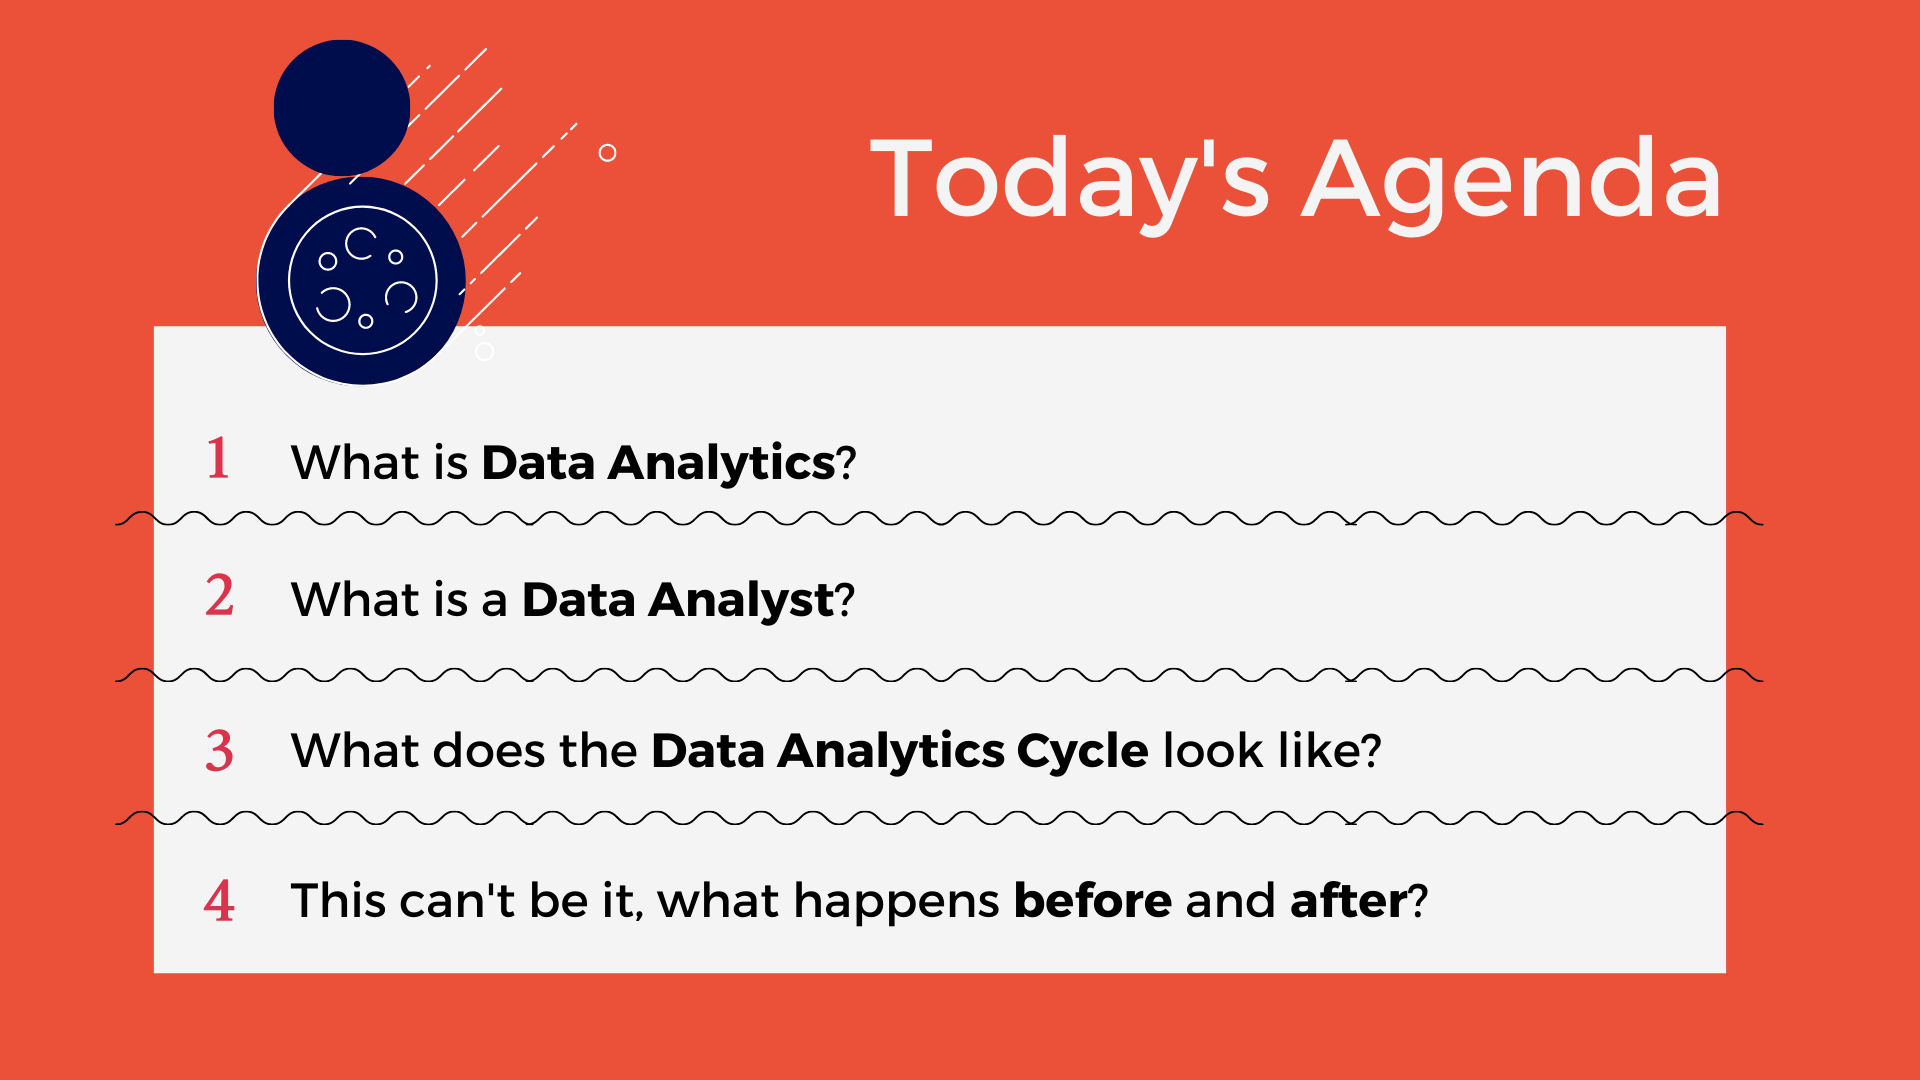 Today's Agenda
1 What is Data Analytics?
2 What is a Data Analyst?
3 What does the Data Analytics Cycle look like?
4 This can't be it, what happens before and after?